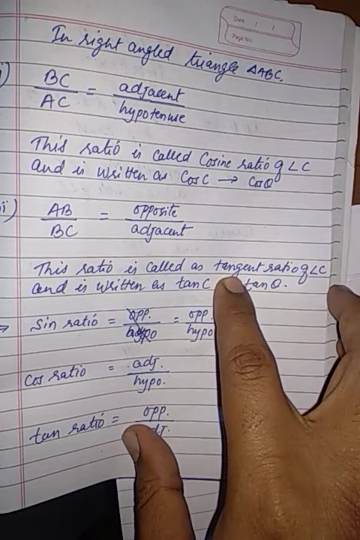 Date / /
Page No.
In right angled triangle ΔABC.
BC/AC = adjacent/hypotenuse
This ratio is called Cosine ratio of ∠C
and is written as CosC → Cosθ
ii) AB/BC = opposite/adjacent
This ratio is called as tangent ratio of ∠C
and is written as tanC tanθ.
⇒ Sin ratio = opp./hypo = opp./hypo
Cos ratio = adj./hypo.
tan ratio = opp.